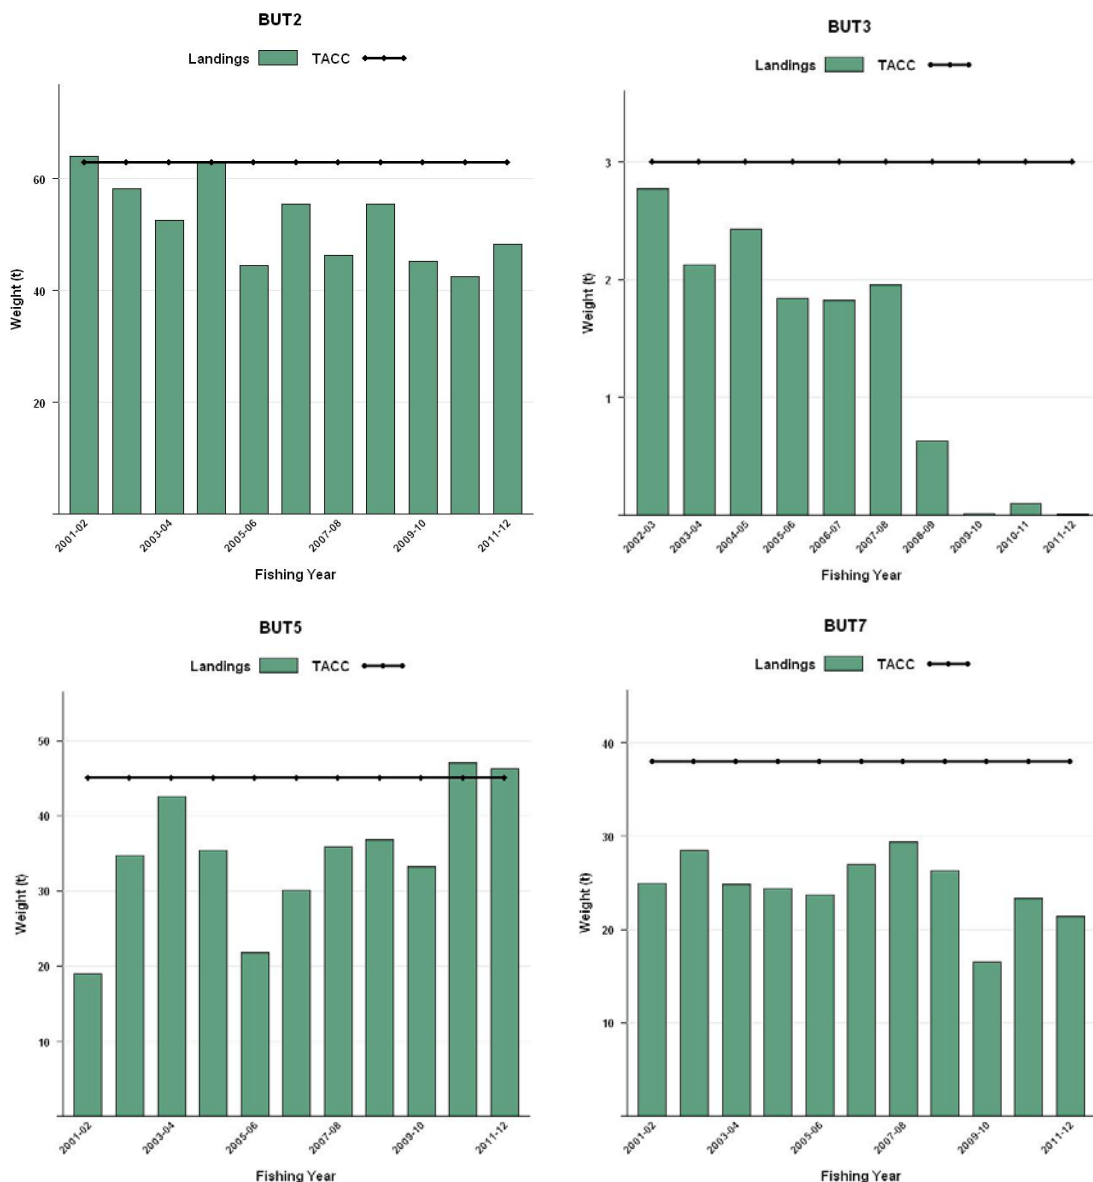 BUT2
Landings TACC
60
40
20
Weight (t)
2001-02 2003-04 2005-06 2007-08 2009-10 2011-12
Fishing Year
BUT3
Landings TACC
3
2
1
Weight (t)
2002-03 2003-04 2004-05 2005-06 2006-07 2007-08 2008-09 2009-10 2010-11 2011-12
Fishing Year
BUT5
Landings TACC
50
40
30
20
10
Weight (t)
2001-02 2003-04 2005-06 2007-08 2009-10 2011-12
Fishing Year
BUT7
Landings TACC
40
30
20
10
Weight (t)
2001-02 2003-04 2005-06 2007-08 2009-10 2011-12
Fishing Year